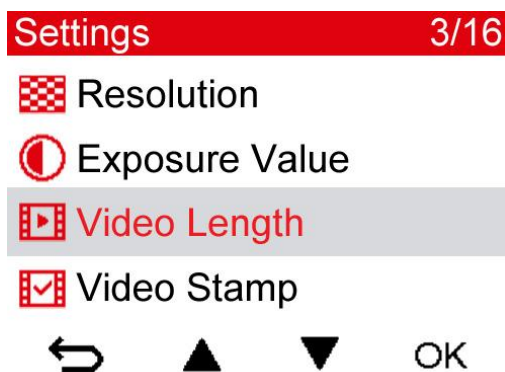 Settings 3/16
Resolution
Exposure Value
Video Length
Video Stamp
OK